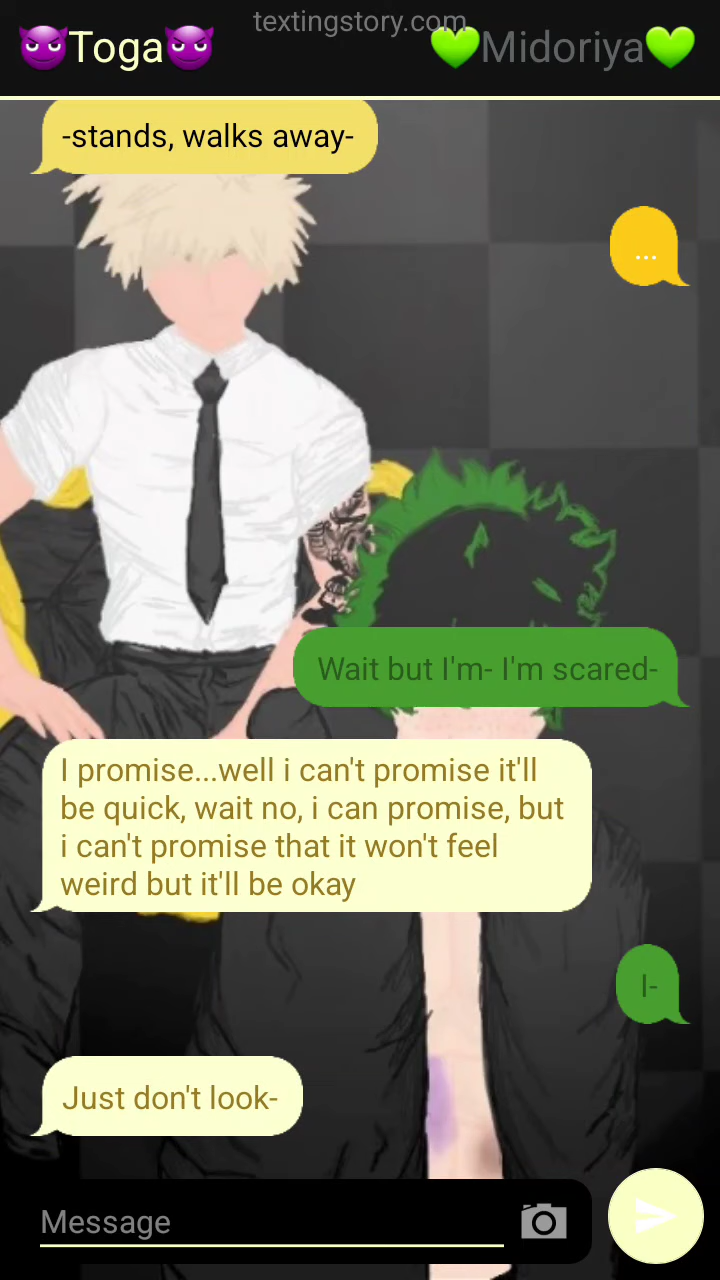 textingstory.com
😈Toga😈
💚Midoriya💚
-stands, walks away-
...
Wait but I'm- I'm scared-
I promise...well i can't promise it'll
be quick, wait no, i can promise, but
i can't promise that it won't feel
weird but it'll be okay
I-
Just don't look-
Message